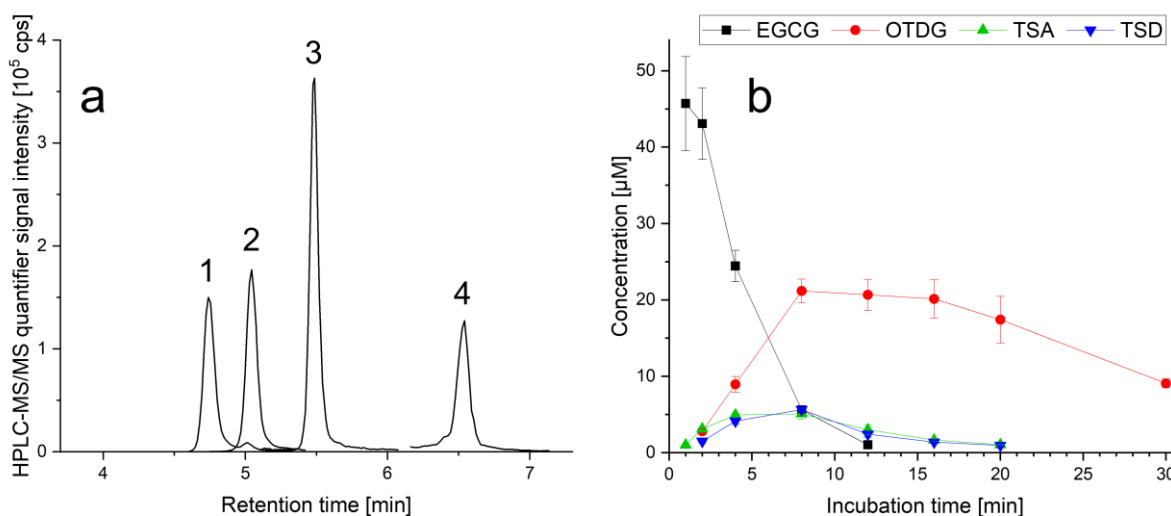 a
HPLC-MS/MS quantifier signal intensity [10⁵ cps]
4
3
2
1
0
1
2
3
4
4
5
6
7
Retention time [min]
EGCG
OTDG
TSA
TSD
b
Concentration [µM]
50
40
30
20
10
0
0
5
10
15
20
25
30
Incubation time [min]